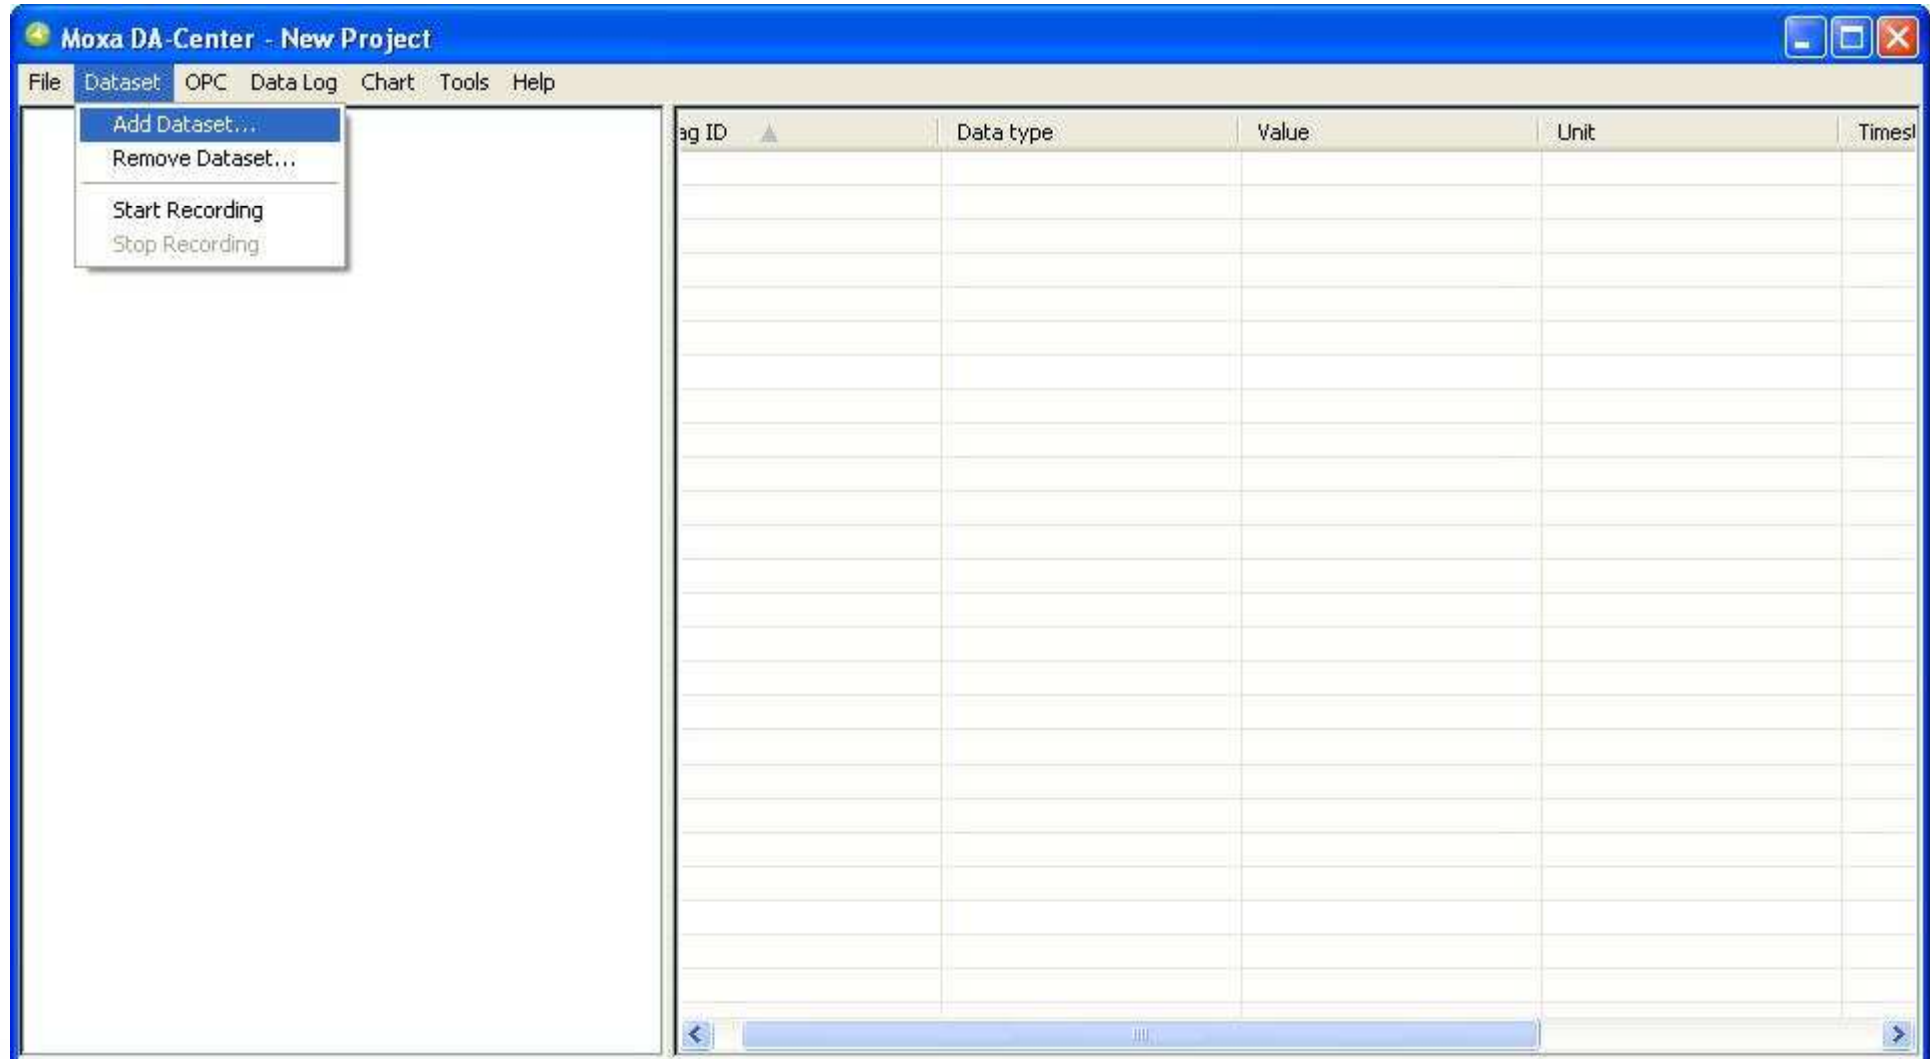 Moxa DA-Center - New Project
File Dataset OPC Data Log Chart Tools Help
Add Dataset...
Remove Dataset...
Start Recording
Stop Recording
ag ID Data type Value Unit Times